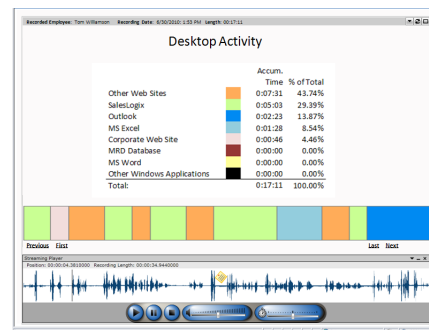 Recorded Employee: Tom Williamson Recording Date: 8/30/2010: 1:53 PM Length: 00:17:11
Desktop Activity
Accum.
Time % of Total
Other Web Sites 0:07:31 43.74%
SalesLogix 0:05:03 29.39%
Outlook 0:02:23 13.87%
MS Excel 0:01:28 8.54%
Corporate Web Site 0:00:46 4.46%
MRD Database 0:00:00 0.00%
MS Word 0:00:00 0.00%
Other Windows Applications 0:00:00 0.00%
Total: 0:17:11 100.00%
Previous First Last Next
Streaming Player
Position: 00:00:04.3810000 Recording Length: 00:00:34.9440000